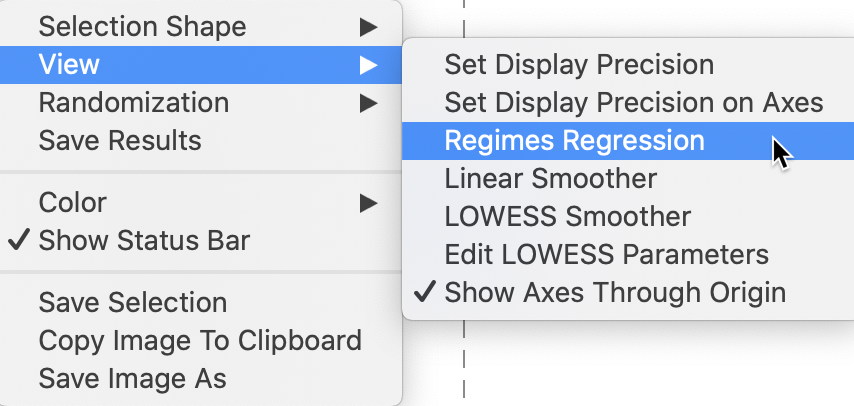 Selection Shape
View
Randomization
Save Results
Color
Show Status Bar
Save Selection
Copy Image To Clipboard
Save Image As
Set Display Precision
Set Display Precision on Axes
Regimes Regression
Linear Smoother
LOWESS Smoother
Edit LOWESS Parameters
Show Axes Through Origin